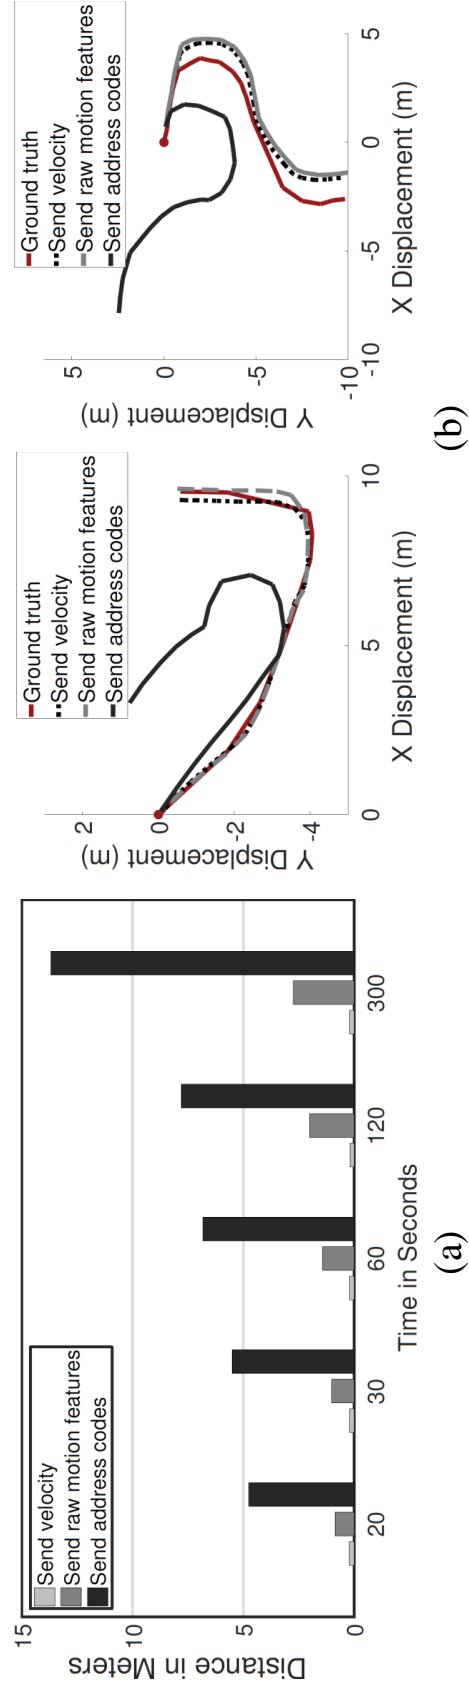 Send velocity
Send raw motion features
Send address codes
15
10
5
0
Distance in Meters
20
30
60
120
300
Time in Seconds
(a)
Ground truth
Send velocity
Send raw motion features
Send address codes
2
0
-2
-4
Y Displacement (m)
0
5
10
X Displacement (m)
Ground truth
Send velocity
Send raw motion features
Send address codes
5
0
-5
-10
Y Displacement (m)
-10
-5
0
5
X Displacement (m)
(b)